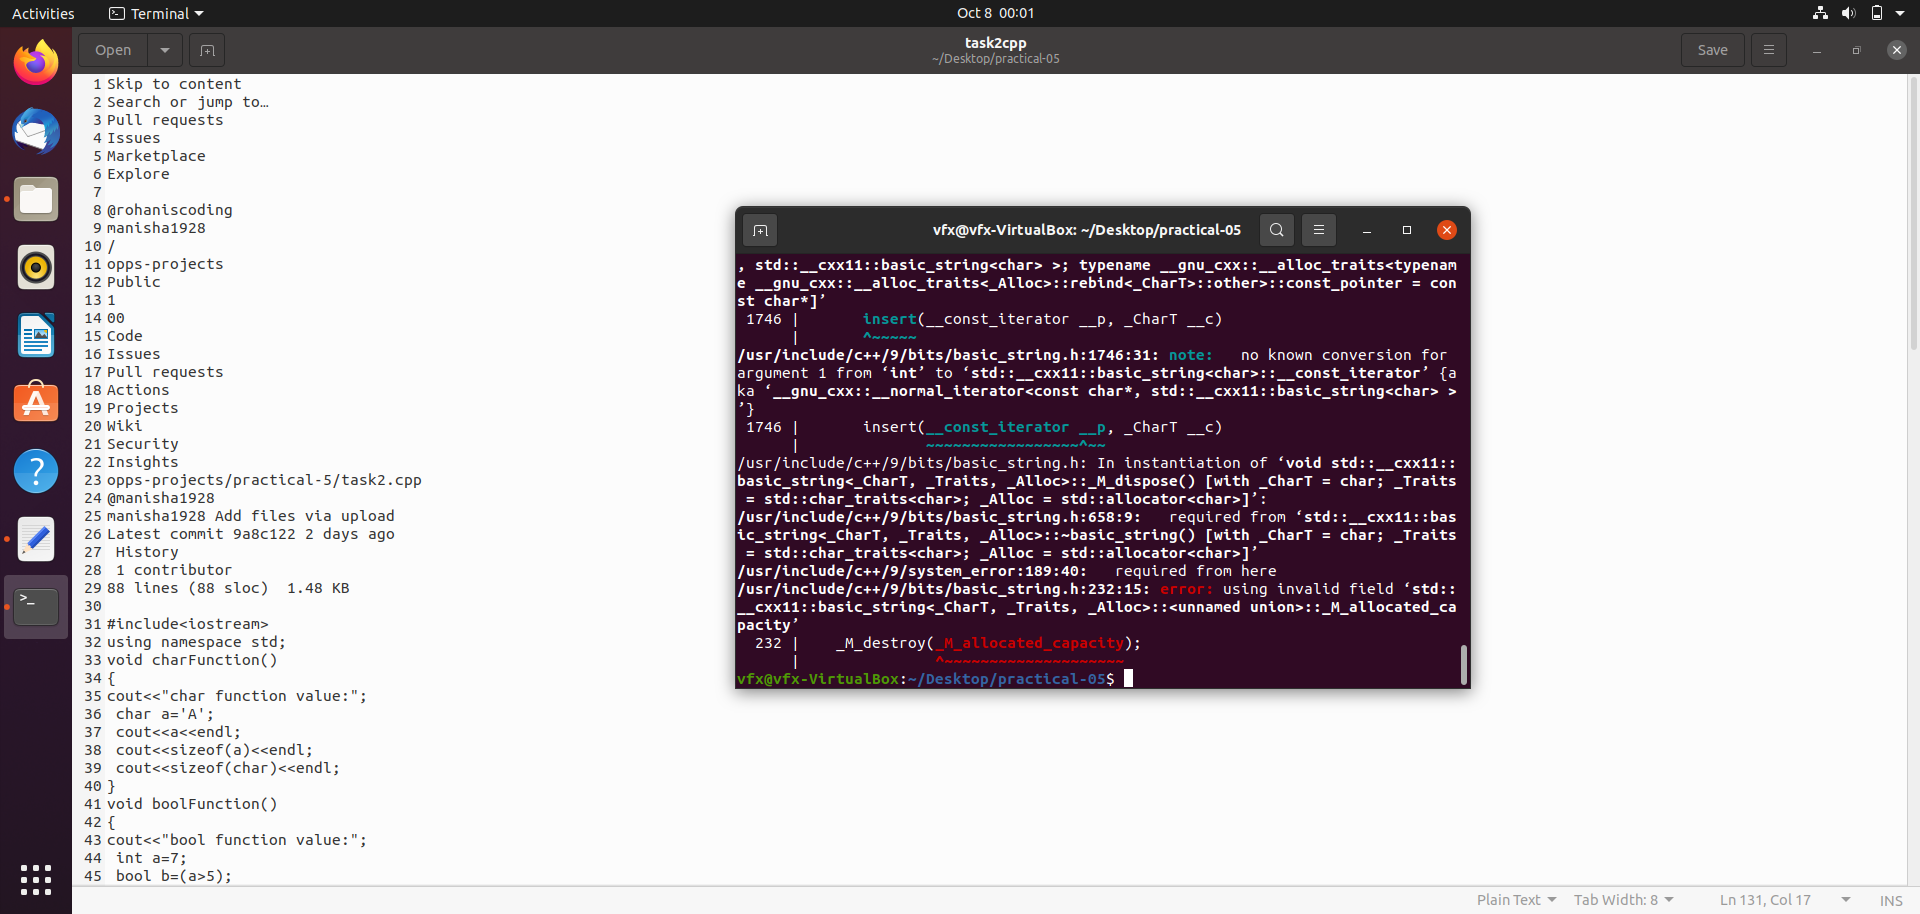 Activities
Terminal
Oct 8 00:01
Open
task2cpp
~/Desktop/practical-05
Save
1 Skip to content
2 Search or jump to…
3 Pull requests
4 Issues
5 Marketplace
6 Explore
7
8 @rohaniscoding
9 manisha1928
10 /
11 opps-projects
12 Public
13 1
14 00
15 Code
16 Issues
17 Pull requests
18 Actions
19 Projects
20 Wiki
21 Security
22 Insights
23 opps-projects/practical-5/task2.cpp
24 @manisha1928
25 manisha1928 Add files via upload
26 Latest commit 9a8c122 2 days ago
27  History
28  1 contributor
29 88 lines (88 sloc)  1.48 KB
30
31 #include<iostream>
32 using namespace std;
33 void charFunction()
34 {
35 cout<<"char function value:";
36  char a='A';
37  cout<<a<<endl;
38  cout<<sizeof(a)<<endl;
39  cout<<sizeof(char)<<endl;
40 }
41 void boolFunction()
42 {
43 cout<<"bool function value:";
44  int a=7;
45  bool b=(a>5);
vfx@vfx-VirtualBox: ~/Desktop/practical-05
, std::__cxx11::basic_string<char> >; typename __gnu_cxx::__alloc_traits<typenam
e __gnu_cxx::__alloc_traits<_Alloc>::rebind<_CharT>::other>::const_pointer = con
st char*]’
 1746 |       insert(__const_iterator __p, _CharT __c)
      |       ^~~~~~
/usr/include/c++/9/bits/basic_string.h:1746:31: note:   no known conversion for
argument 1 from ‘int’ to ‘std::__cxx11::basic_string<char>::__const_iterator’ {a
ka ‘__gnu_cxx::__normal_iterator<const char*, std::__cxx11::basic_string<char> >
’}
 1746 |       insert(__const_iterator __p, _CharT __c)
      |              ~~~~~~~~~~~~~~~~~^~~
/usr/include/c++/9/bits/basic_string.h: In instantiation of ‘void std::__cxx11::
basic_string<_CharT, _Traits, _Alloc>::_M_dispose() [with _CharT = char; _Traits
 = std::char_traits<char>; _Alloc = std::allocator<char>]’:
/usr/include/c++/9/bits/basic_string.h:658:9:   required from ‘std::__cxx11::bas
ic_string<_CharT, _Traits, _Alloc>::~basic_string() [with _CharT = char; _Traits
 = std::char_traits<char>; _Alloc = std::allocator<char>]’
/usr/include/c++/9/system_error:189:40:   required from here
/usr/include/c++/9/bits/basic_string.h:232:15: error: using invalid field ‘std::
__cxx11::basic_string<_CharT, _Traits, _Alloc>::<unnamed union>::_M_allocated_ca
pacity’
  232 |    _M_destroy(_M_allocated_capacity);
      |               ^~~~~~~~~~~~~~~~~~~~~
vfx@vfx-VirtualBox:~/Desktop/practical-05$
Plain Text
Tab Width: 8
Ln 131, Col 17
INS